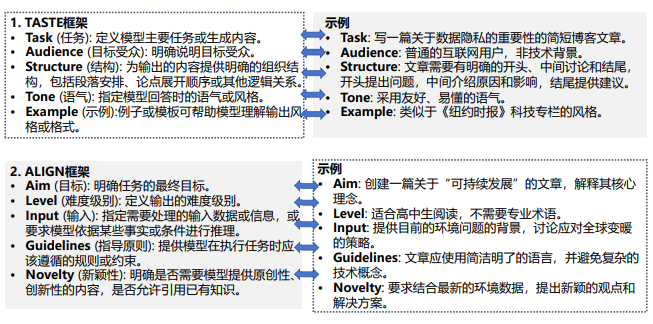 1. TASTE框架
• Task (任务): 定义模型主要任务或生成内容。
• Audience (目标受众): 明确说明目标受众。
• Structure (结构): 为输出的内容提供明确的组织结
构，包括段落安排、论点展开顺序或其他逻辑关系。
• Tone (语气): 指定模型回答时的语气或风格。
• Example (示例):例子或模板可帮助模型理解输出风
格或格式。
示例
• Task: 写一篇关于数据隐私的重要性的简短博客文章。
• Audience: 普通的互联网用户，非技术背景。
• Structure: 文章需要有明确的开头、中间讨论和结尾，
开头提出问题，中间介绍原因和影响，结尾提供建议。
• Tone: 采用友好、易懂的语气。
• Example: 类似于《纽约时报》科技专栏的风格。
2. ALIGN框架
• Aim (目标): 明确任务的最终目标。
• Level (难度级别): 定义输出的难度级别。
• Input (输入): 指定需要处理的输入数据或信息，或
要求模型依据某些事实或条件进行推理。
• Guidelines (指导原则): 提供模型在执行任务时应
该遵循的规则或约束。
• Novelty (新颖性): 明确是否需要模型提供原创性、
创新性的内容，是否允许引用已有知识。
示例
• Aim: 创建一篇关于“可持续发展”的文章，解释其核心
理念。
• Level: 适合高中生阅读，不需要专业术语。
• Input: 提供目前的环境问题的背景，讨论应对全球变暖
的策略。
• Guidelines: 文章应使用简洁明了的语言，并避免复杂的
技术概念。
• Novelty: 要求结合最新的环境数据，提出新颖的观点和
解决方案。